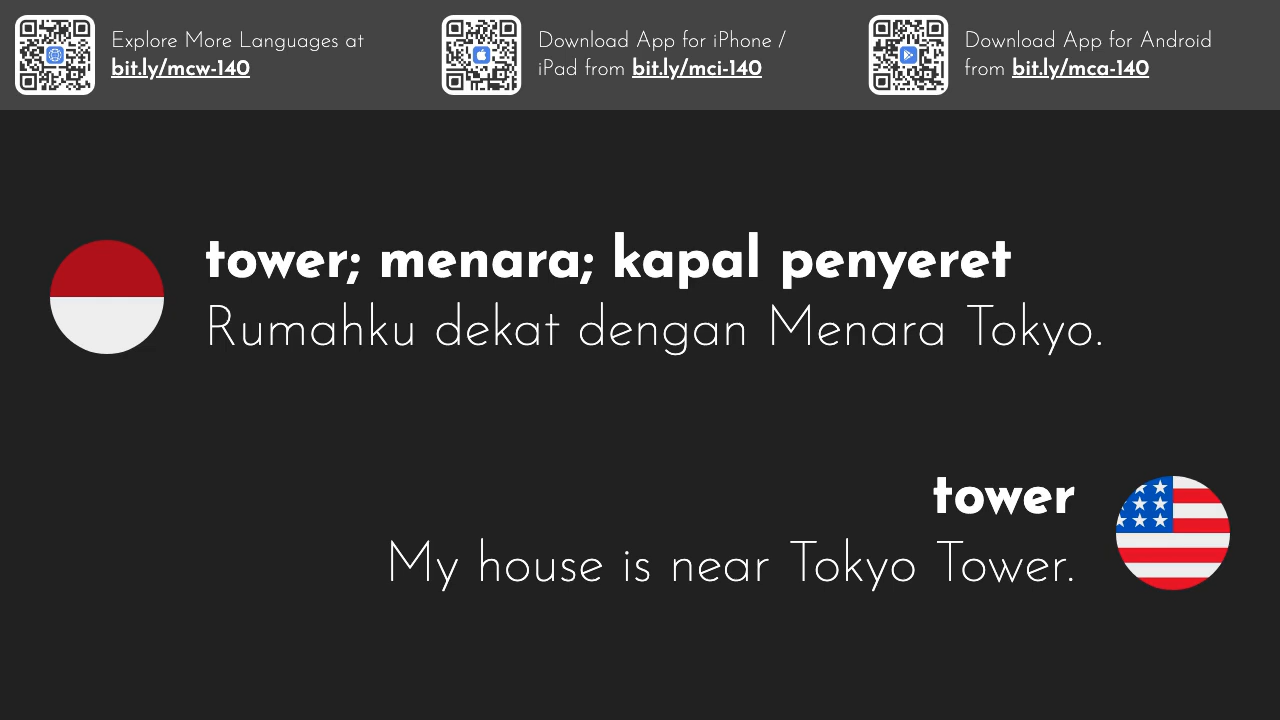 Explore More Languages at
bit.ly/mcw-140
Download App for iPhone /
iPad from bit.ly/mci-140
Download App for Android
from bit.ly/mca-140
tower; menara; kapal penyeret
Rumahku dekat dengan Menara Tokyo.
tower
My house is near Tokyo Tower.